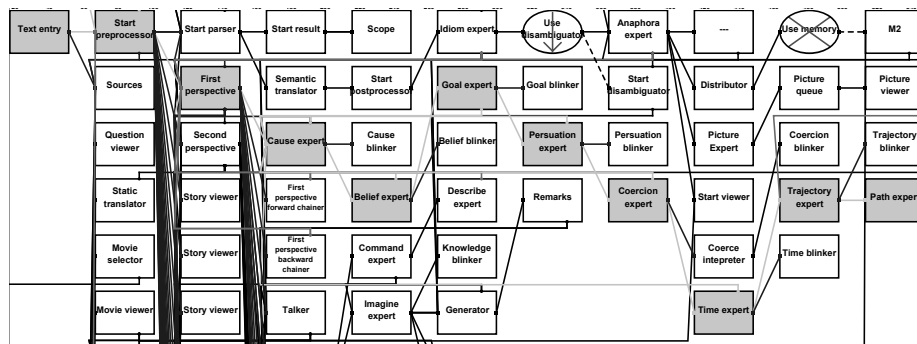 Text entry
Start
preprocessor
Start parser
Start result
Scope
Idiom expert
Use
disambiguator
Anaphora
expert
---
Use memory
M2
Sources
First
perspective
Semantic
translator
Start
postprocessor
Goal expert
Goal blinker
Start
disambiguator
Distributor
Picture
queue
Picture
viewer
Question
viewer
Second
perspective
Cause expert
Cause
blinker
Belief blinker
Persuation
expert
Persuation
blinker
Picture
Expert
Coercion
blinker
Trajectory
blinker
Static
translator
Story viewer
First
perspective
forward chainer
Belief expert
Describe
expert
Remarks
Coercion
expert
Start viewer
Trajectory
expert
Path expert
Movie
selector
Story viewer
First
perspective
backward
chainer
Command
expert
Knowledge
blinker
Coerce
intepreter
Time blinker
Movie viewer
Story viewer
Talker
Imagine
expert
Generator
Time expert